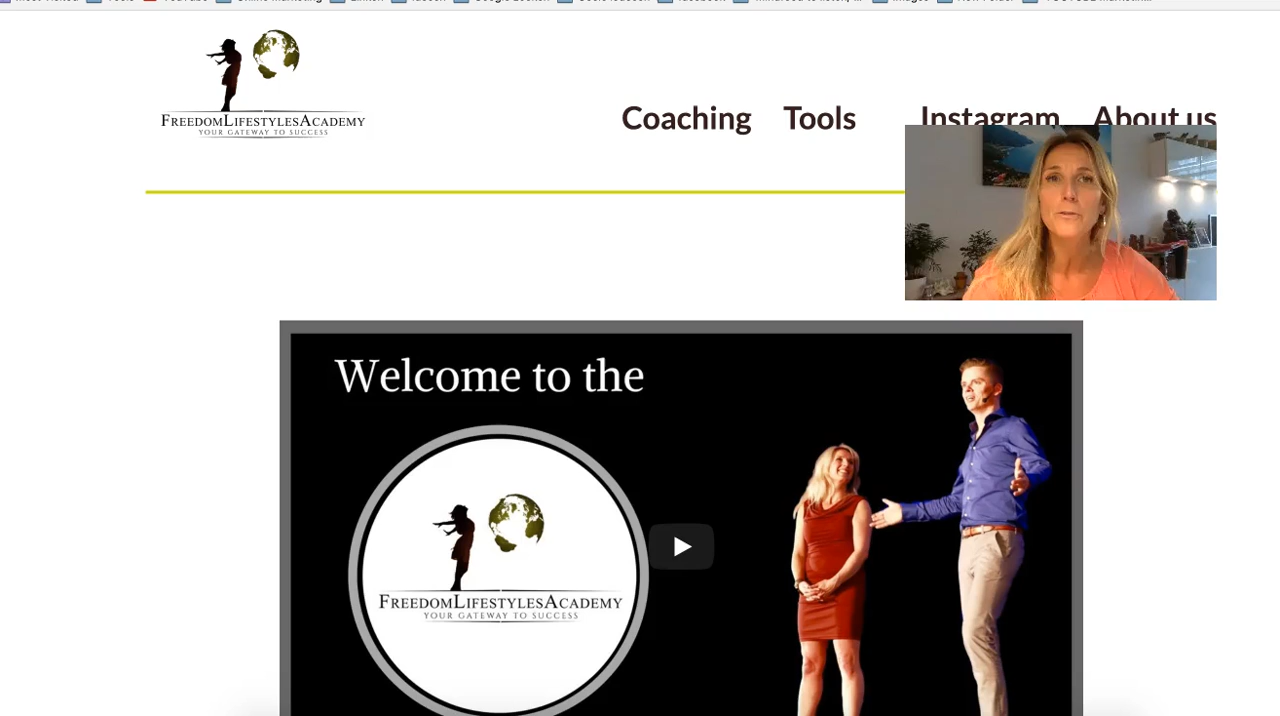 FREEDOMLIFESTYLESACADEMY
YOUR GATEWAY TO SUCCESS
Coaching Tools Instagram About us
Welcome to the
FREEDOMLIFESTYLESACADEMY
YOUR GATEWAY TO SUCCESS